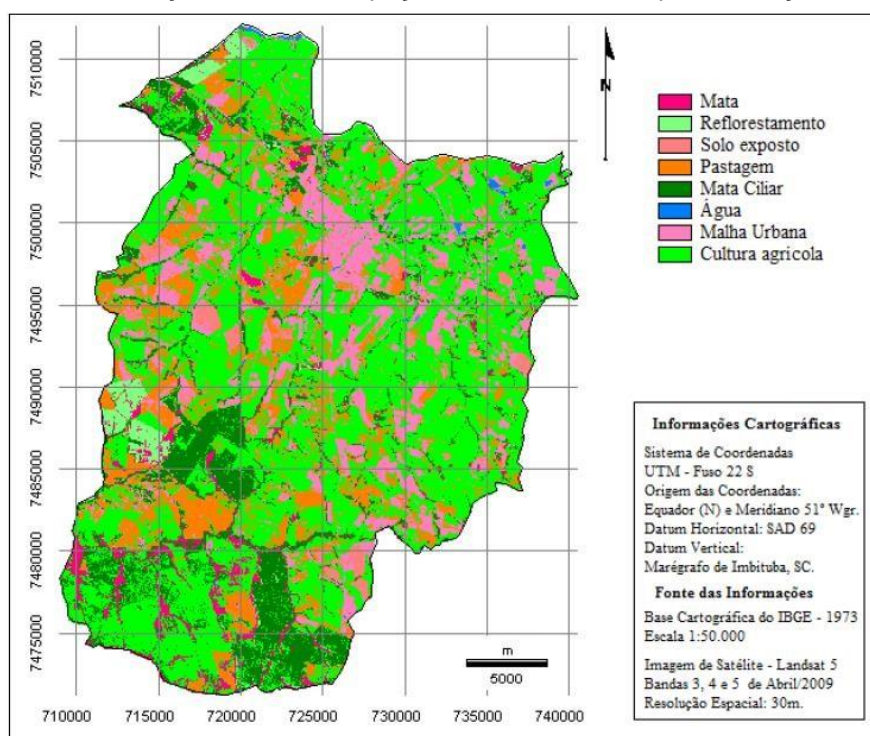 7510000
7505000
7500000
7495000
7490000
7485000
7480000
7475000
710000 715000 720000 725000 730000 735000 740000
N
Mata
Reflorestamento
Solo exposto
Pastagem
Mata Ciliar
Água
Malha Urbana
Cultura agricola
m
5000
Informações Cartográficas
Sistema de Coordenadas
UTM - Fuso 22 S
Origem das Coordenadas:
Equador (N) e Meridiano 51° Wgr.
Datum Horizontal: SAD 69
Datum Vertical:
Marégrafo de Imbituba, SC.
Fonte das Informações
Base Cartográfica do IBGE - 1973
Escala 1:50.000
Imagem de Satélite - Landsat 5
Bandas 3, 4 e 5 de Abril/2009
Resolução Espacial: 30m.